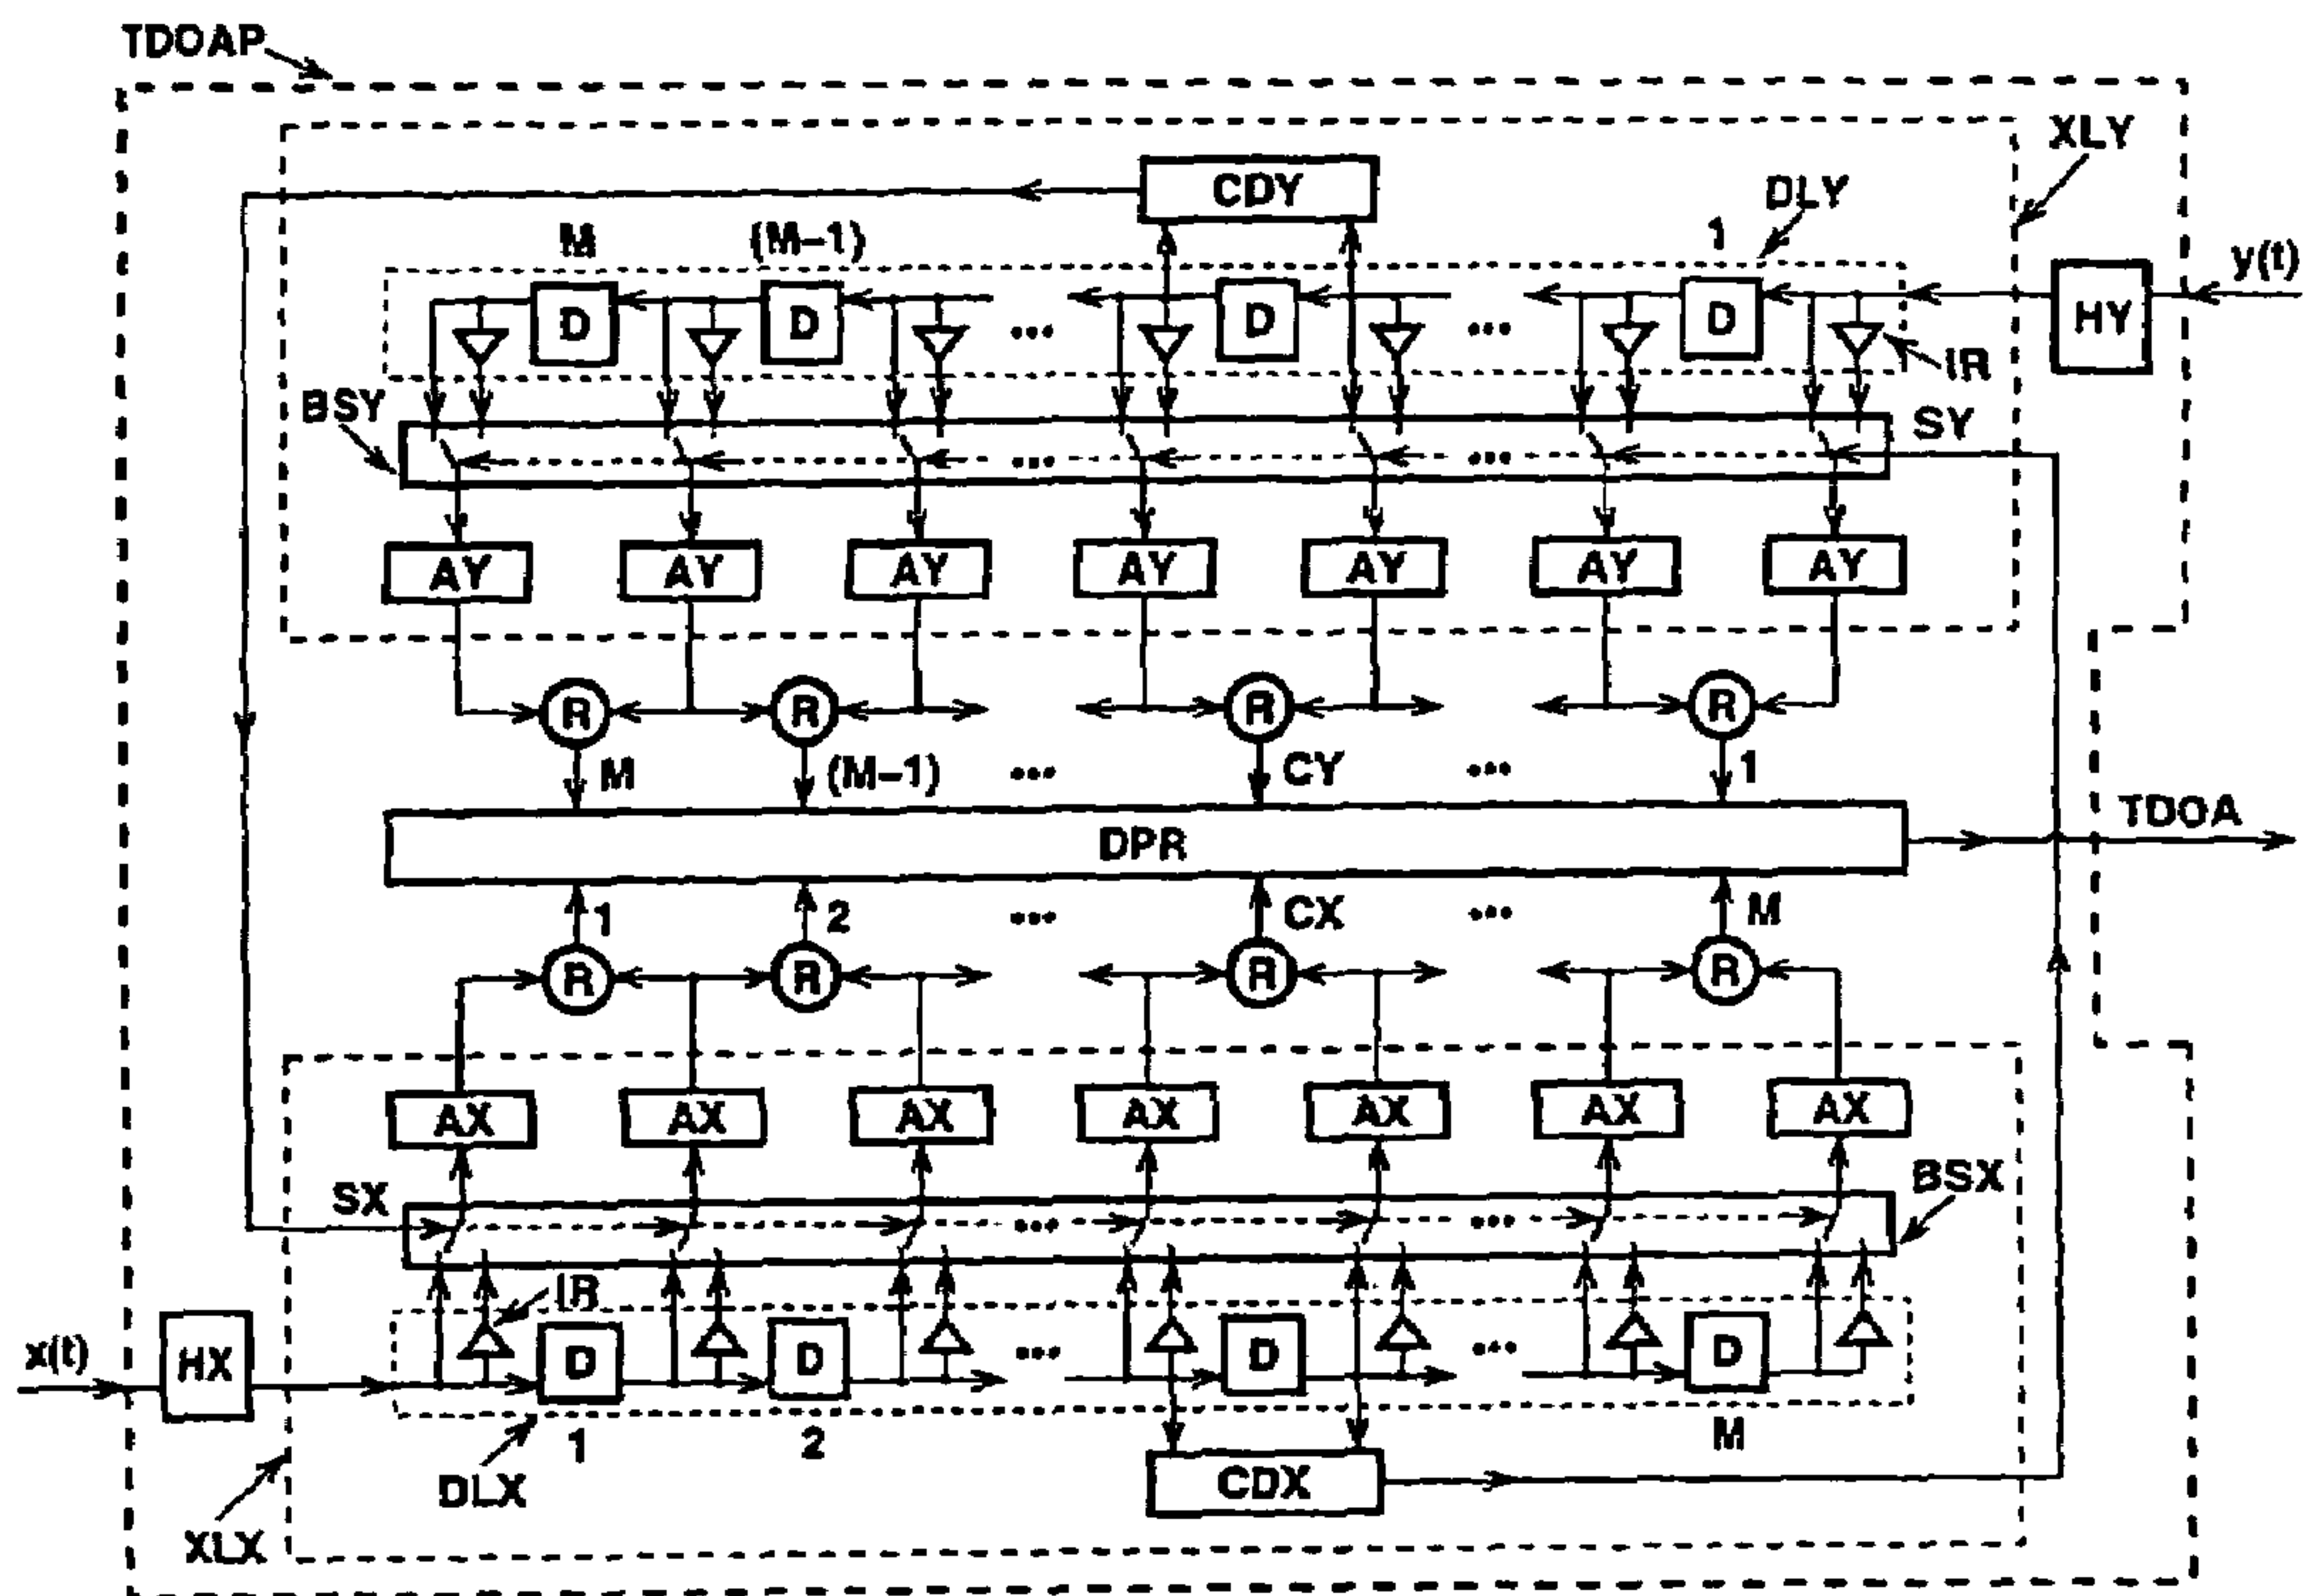 TDOAP
XLY
CDY
DLY
M
(M–1)
1
y(t)
D
D
D
D
HY
IR
BSY
SY
...
...
...
...
AY
AY
AY
AY
AY
AY
AY
R
R
R
R
M
(M–1)
...
CY
...
1
DPR
TDOA
1
2
...
CX
...
M
R
R
R
R
AX
AX
AX
AX
AX
AX
AX
SX
BSX
...
...
IR
x(t)
HX
D
D
...
D
...
D
DLX
1
2
M
CDX
XLX